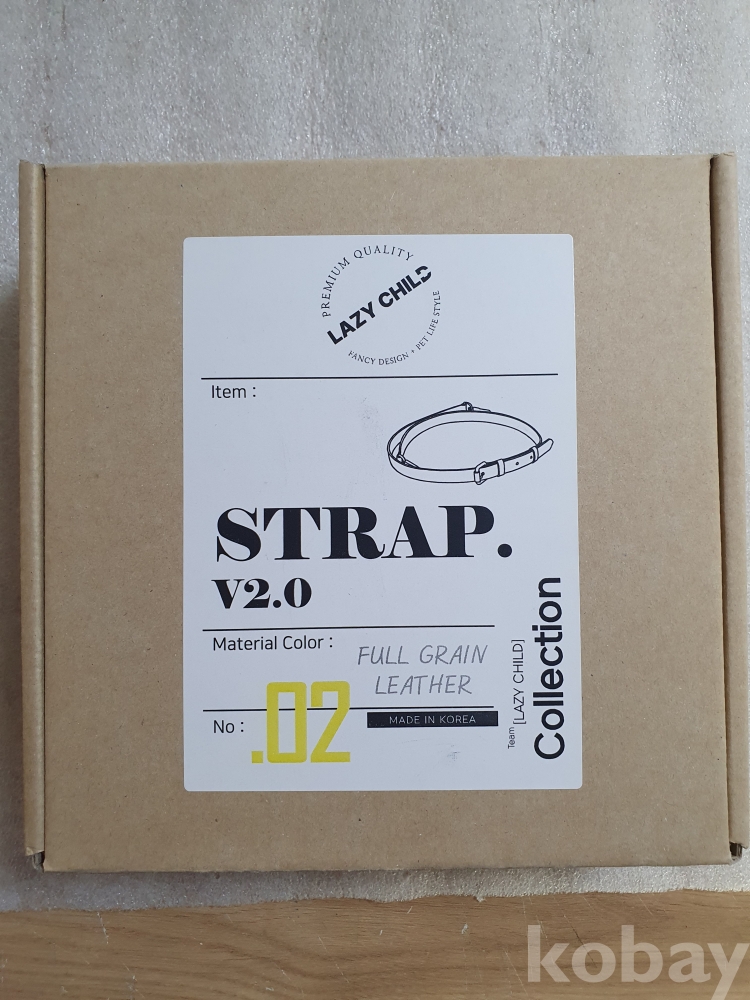 PREMIUM QUALITY
LAZY CHILD
FANCY DESIGN + PET LIFE STYLE
Item :
STRAP.
V2.0
Material Color :
FULL GRAIN
LEATHER
No :
.02
MADE IN KOREA
Team
[LAZY CHILD]
Collection
kobay